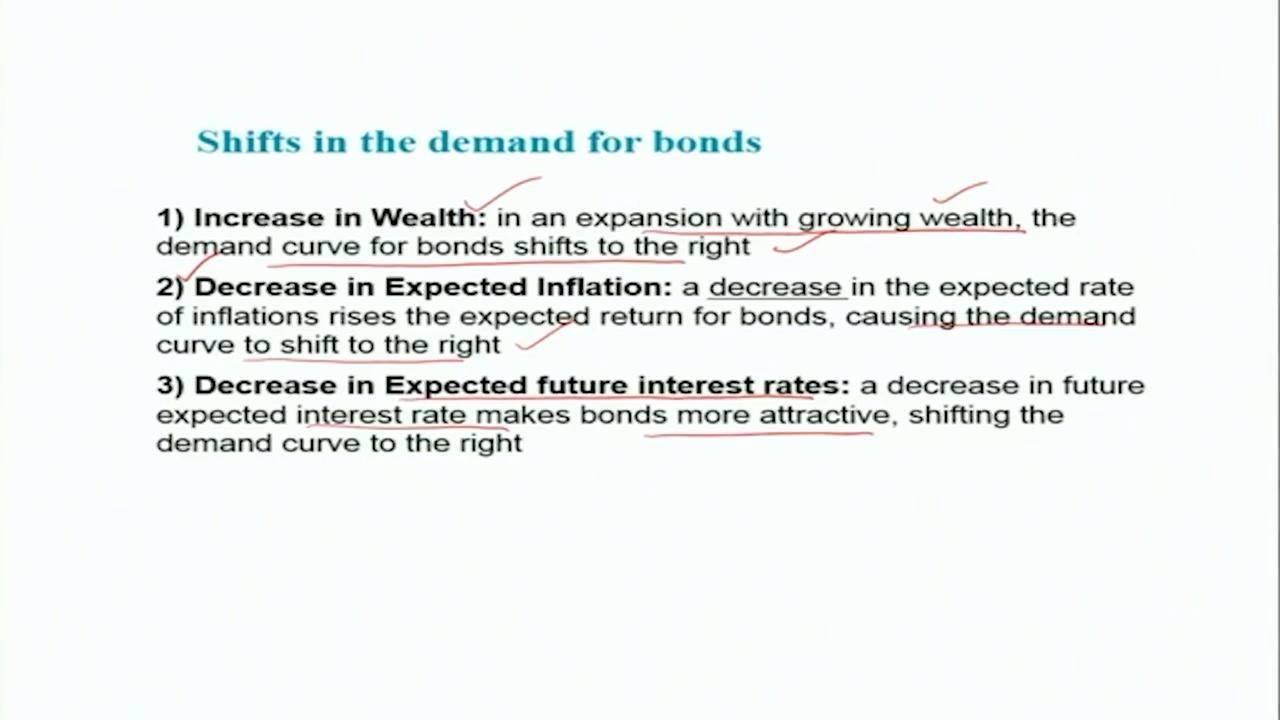 Shifts in the demand for bonds
1) Increase in Wealth: in an expansion with growing wealth, the
demand curve for bonds shifts to the right
2) Decrease in Expected Inflation: a decrease in the expected rate
of inflations rises the expected return for bonds, causing the demand
curve to shift to the right
3) Decrease in Expected future interest rates: a decrease in future
expected interest rate makes bonds more attractive, shifting the
demand curve to the right